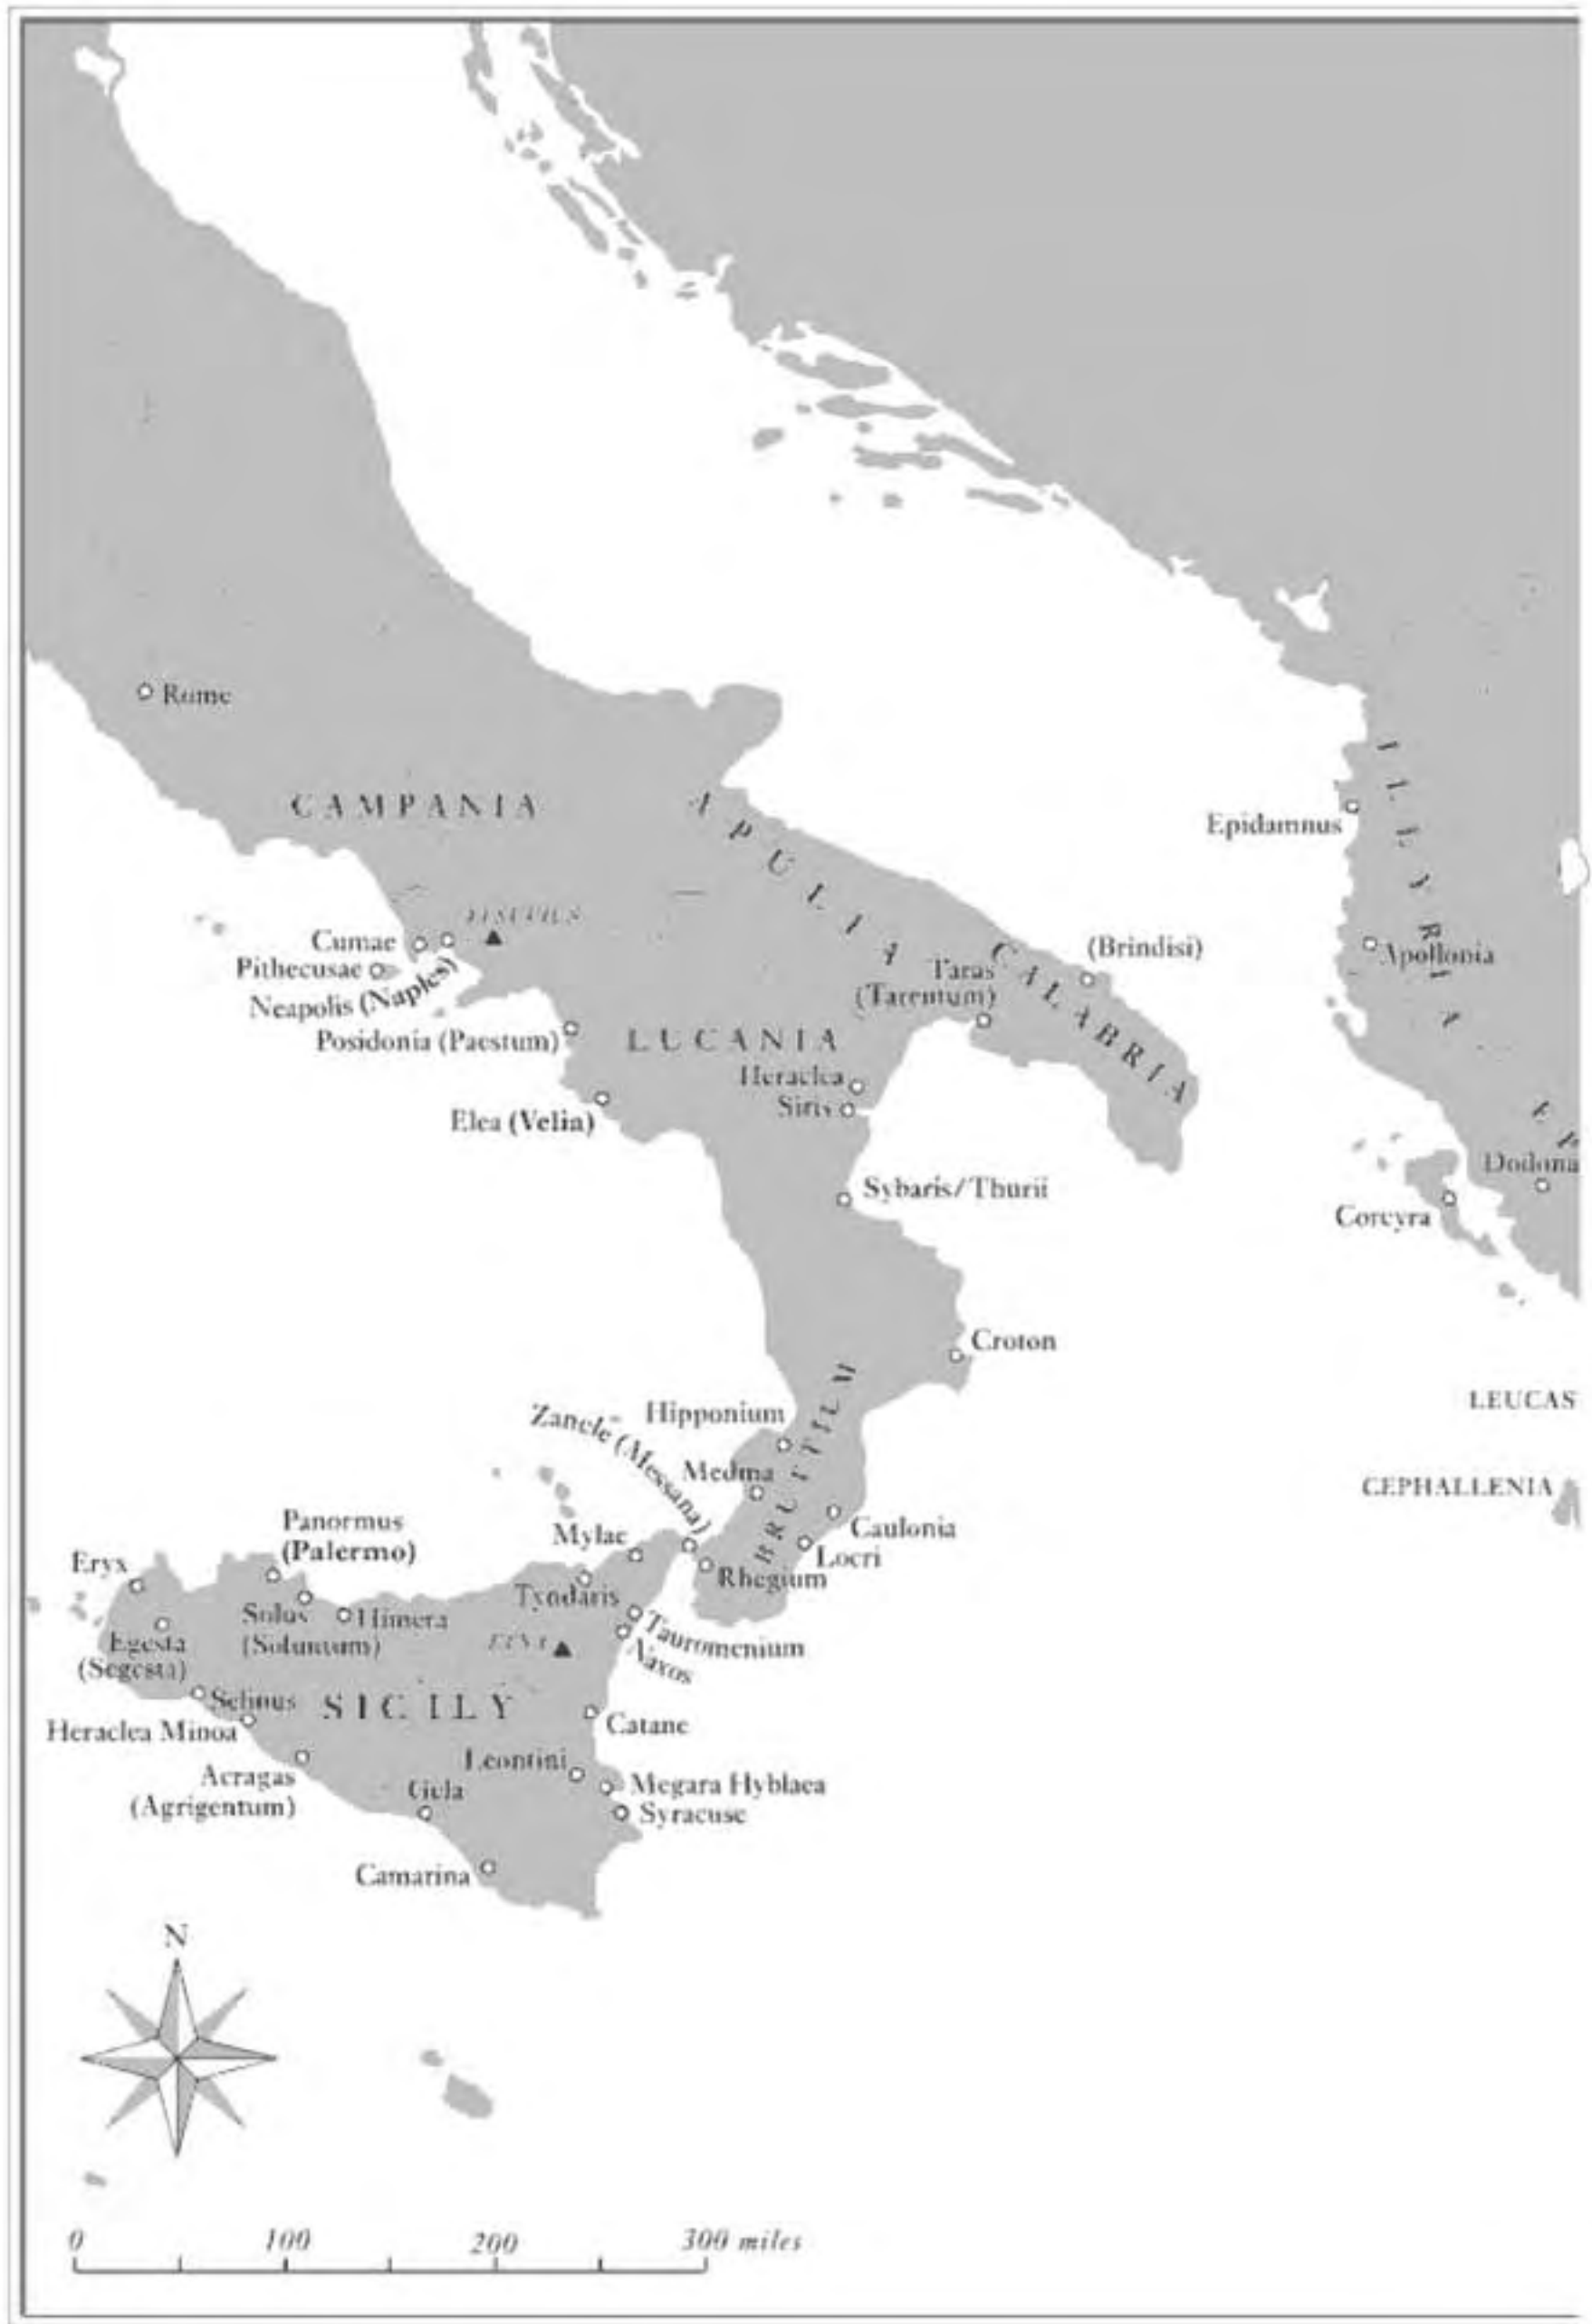 Rome
CAMPANIA
APULIA
ILLYRIA
Epidamnus
Cumae
Pithecusae
Neapolis (Naples)
Posidonia (Paestum)
(Brindisi)
Taras
(Tarentum)
CALABRIA
Apollonia
LUCANIA
Heraclea
Siris
Elea (Velia)
EP
Dodona
Sybaris/Thurii
Corcyra
Croton
LEUCAS
Hipponium
Zancle (Messana)
Medma
BRUTTIUM
CEPHALLENIA
Caulonia
Locri
Rhegium
Panormus
(Palermo)
Mylae
Eryx
Tyndaris
Solus
(Soluntum)
Himera
Egesta
(Segesta)
ETNA
Tauromenium
Naxos
Selinus
SICILY
Heraclea Minoa
Catane
Leontini
Acragas
(Agrigentum)
Gela
Megara Hyblaea
Syracuse
Camarina
N
0 100 200 300 miles